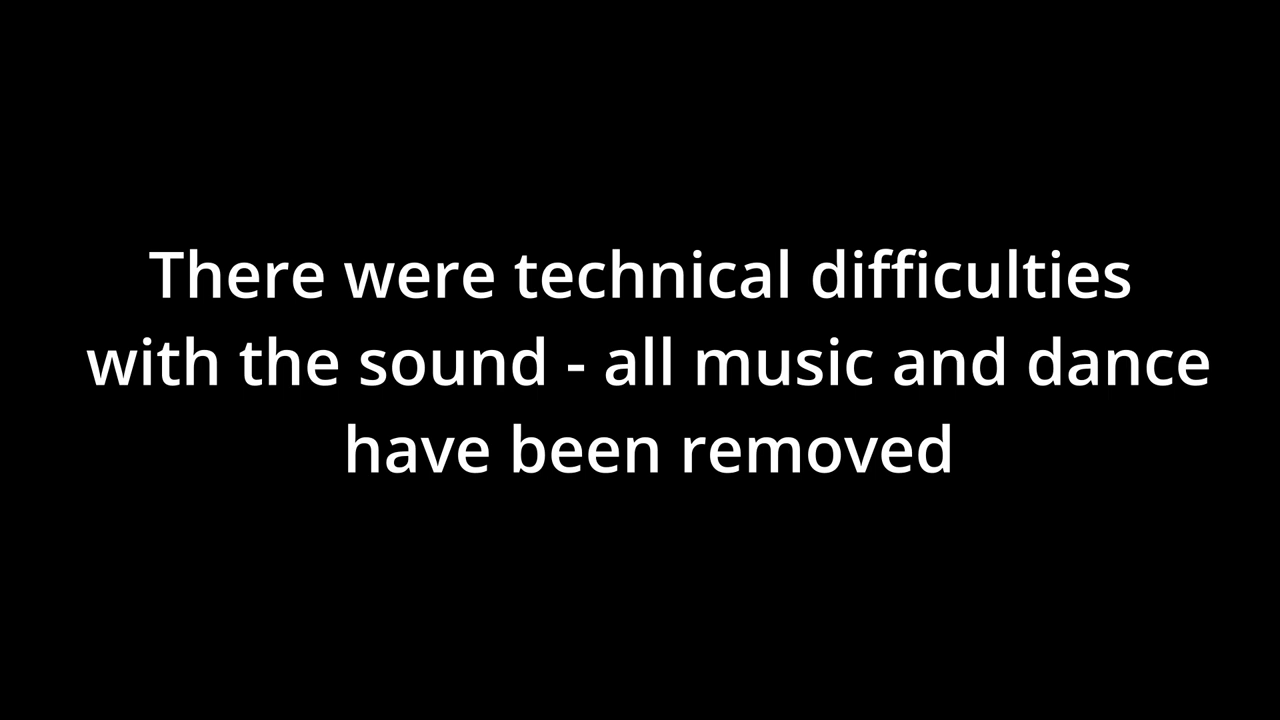 There were technical difficulties
with the sound - all music and dance
have been removed